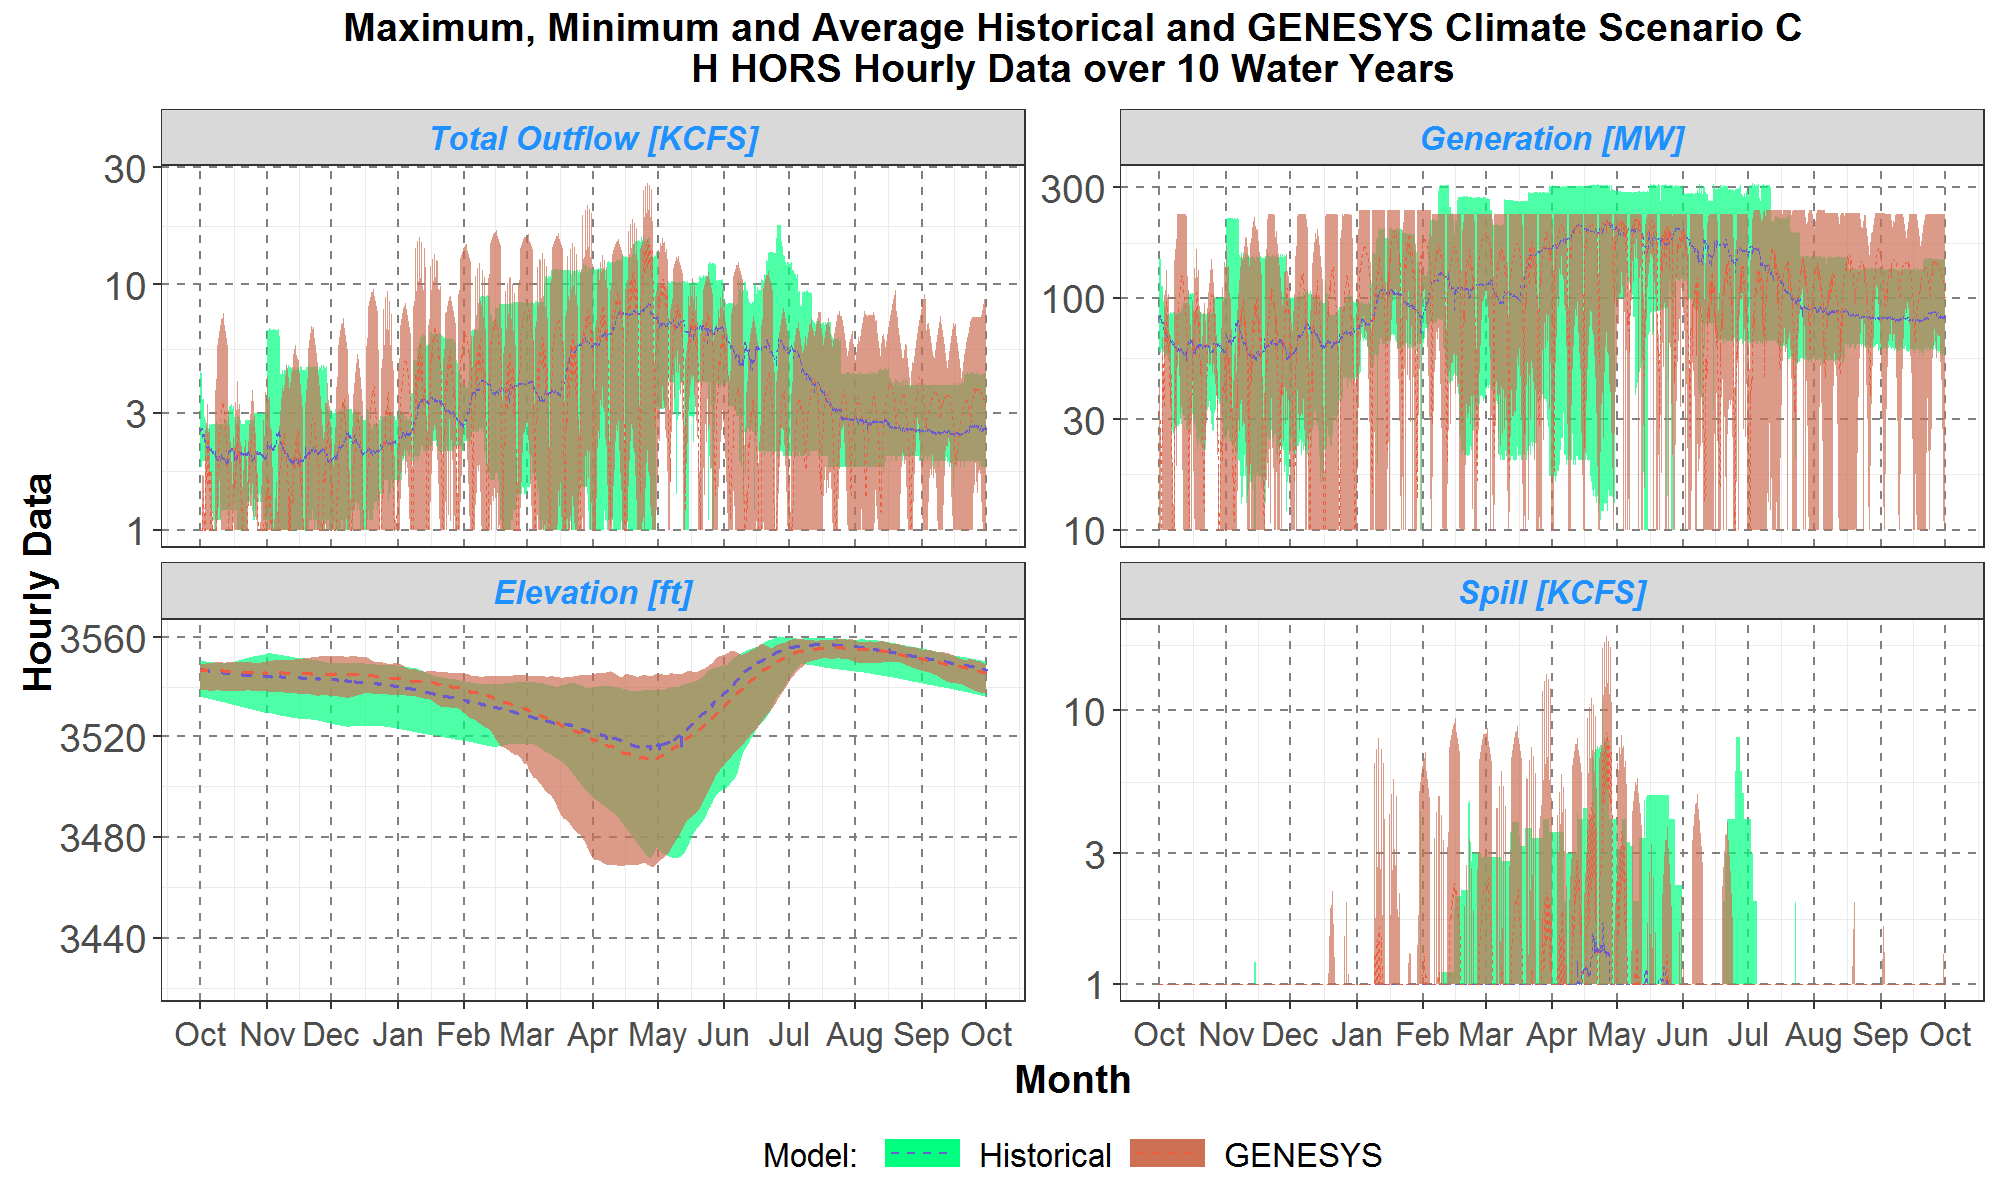 Maximum, Minimum and Average Historical and GENESYS Climate Scenario C
H HORS Hourly Data over 10 Water Years
Total Outflow [KCFS]
30
10
3
1
Generation [MW]
300
100
30
10
Hourly Data
Elevation [ft]
3560
3520
3480
3440
Oct Nov Dec Jan Feb Mar Apr May Jun Jul Aug Sep Oct
Spill [KCFS]
10
3
1
Oct Nov Dec Jan Feb Mar Apr May Jun Jul Aug Sep Oct
Month
Model: Historical GENESYS